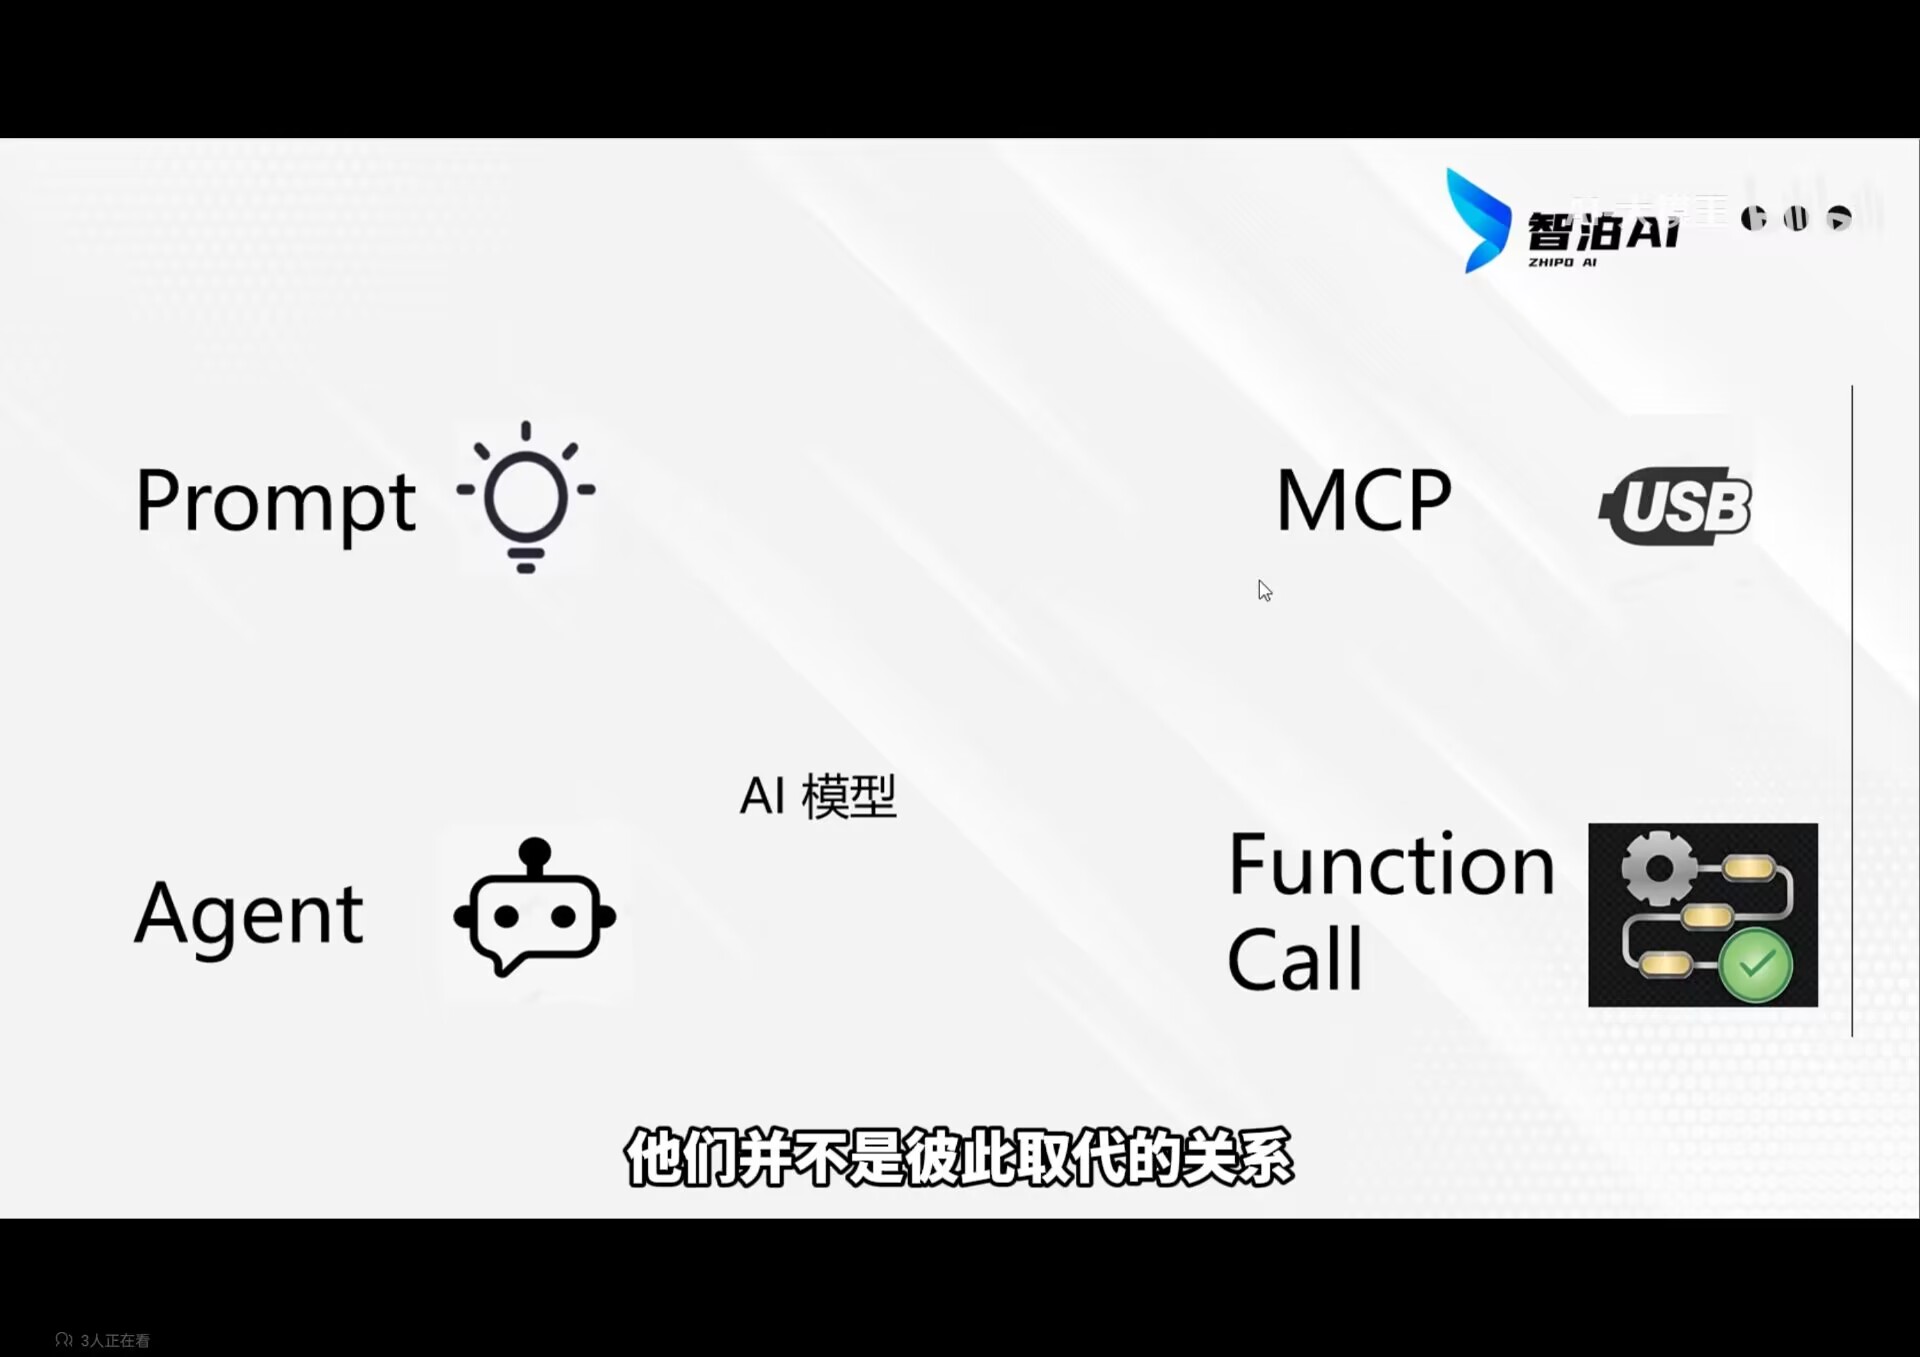 智泊AI
ZHIPO AI
Prompt
MCP
USB
AI 模型
Agent
Function
Call
他们并不是彼此取代的关系
3人正在看